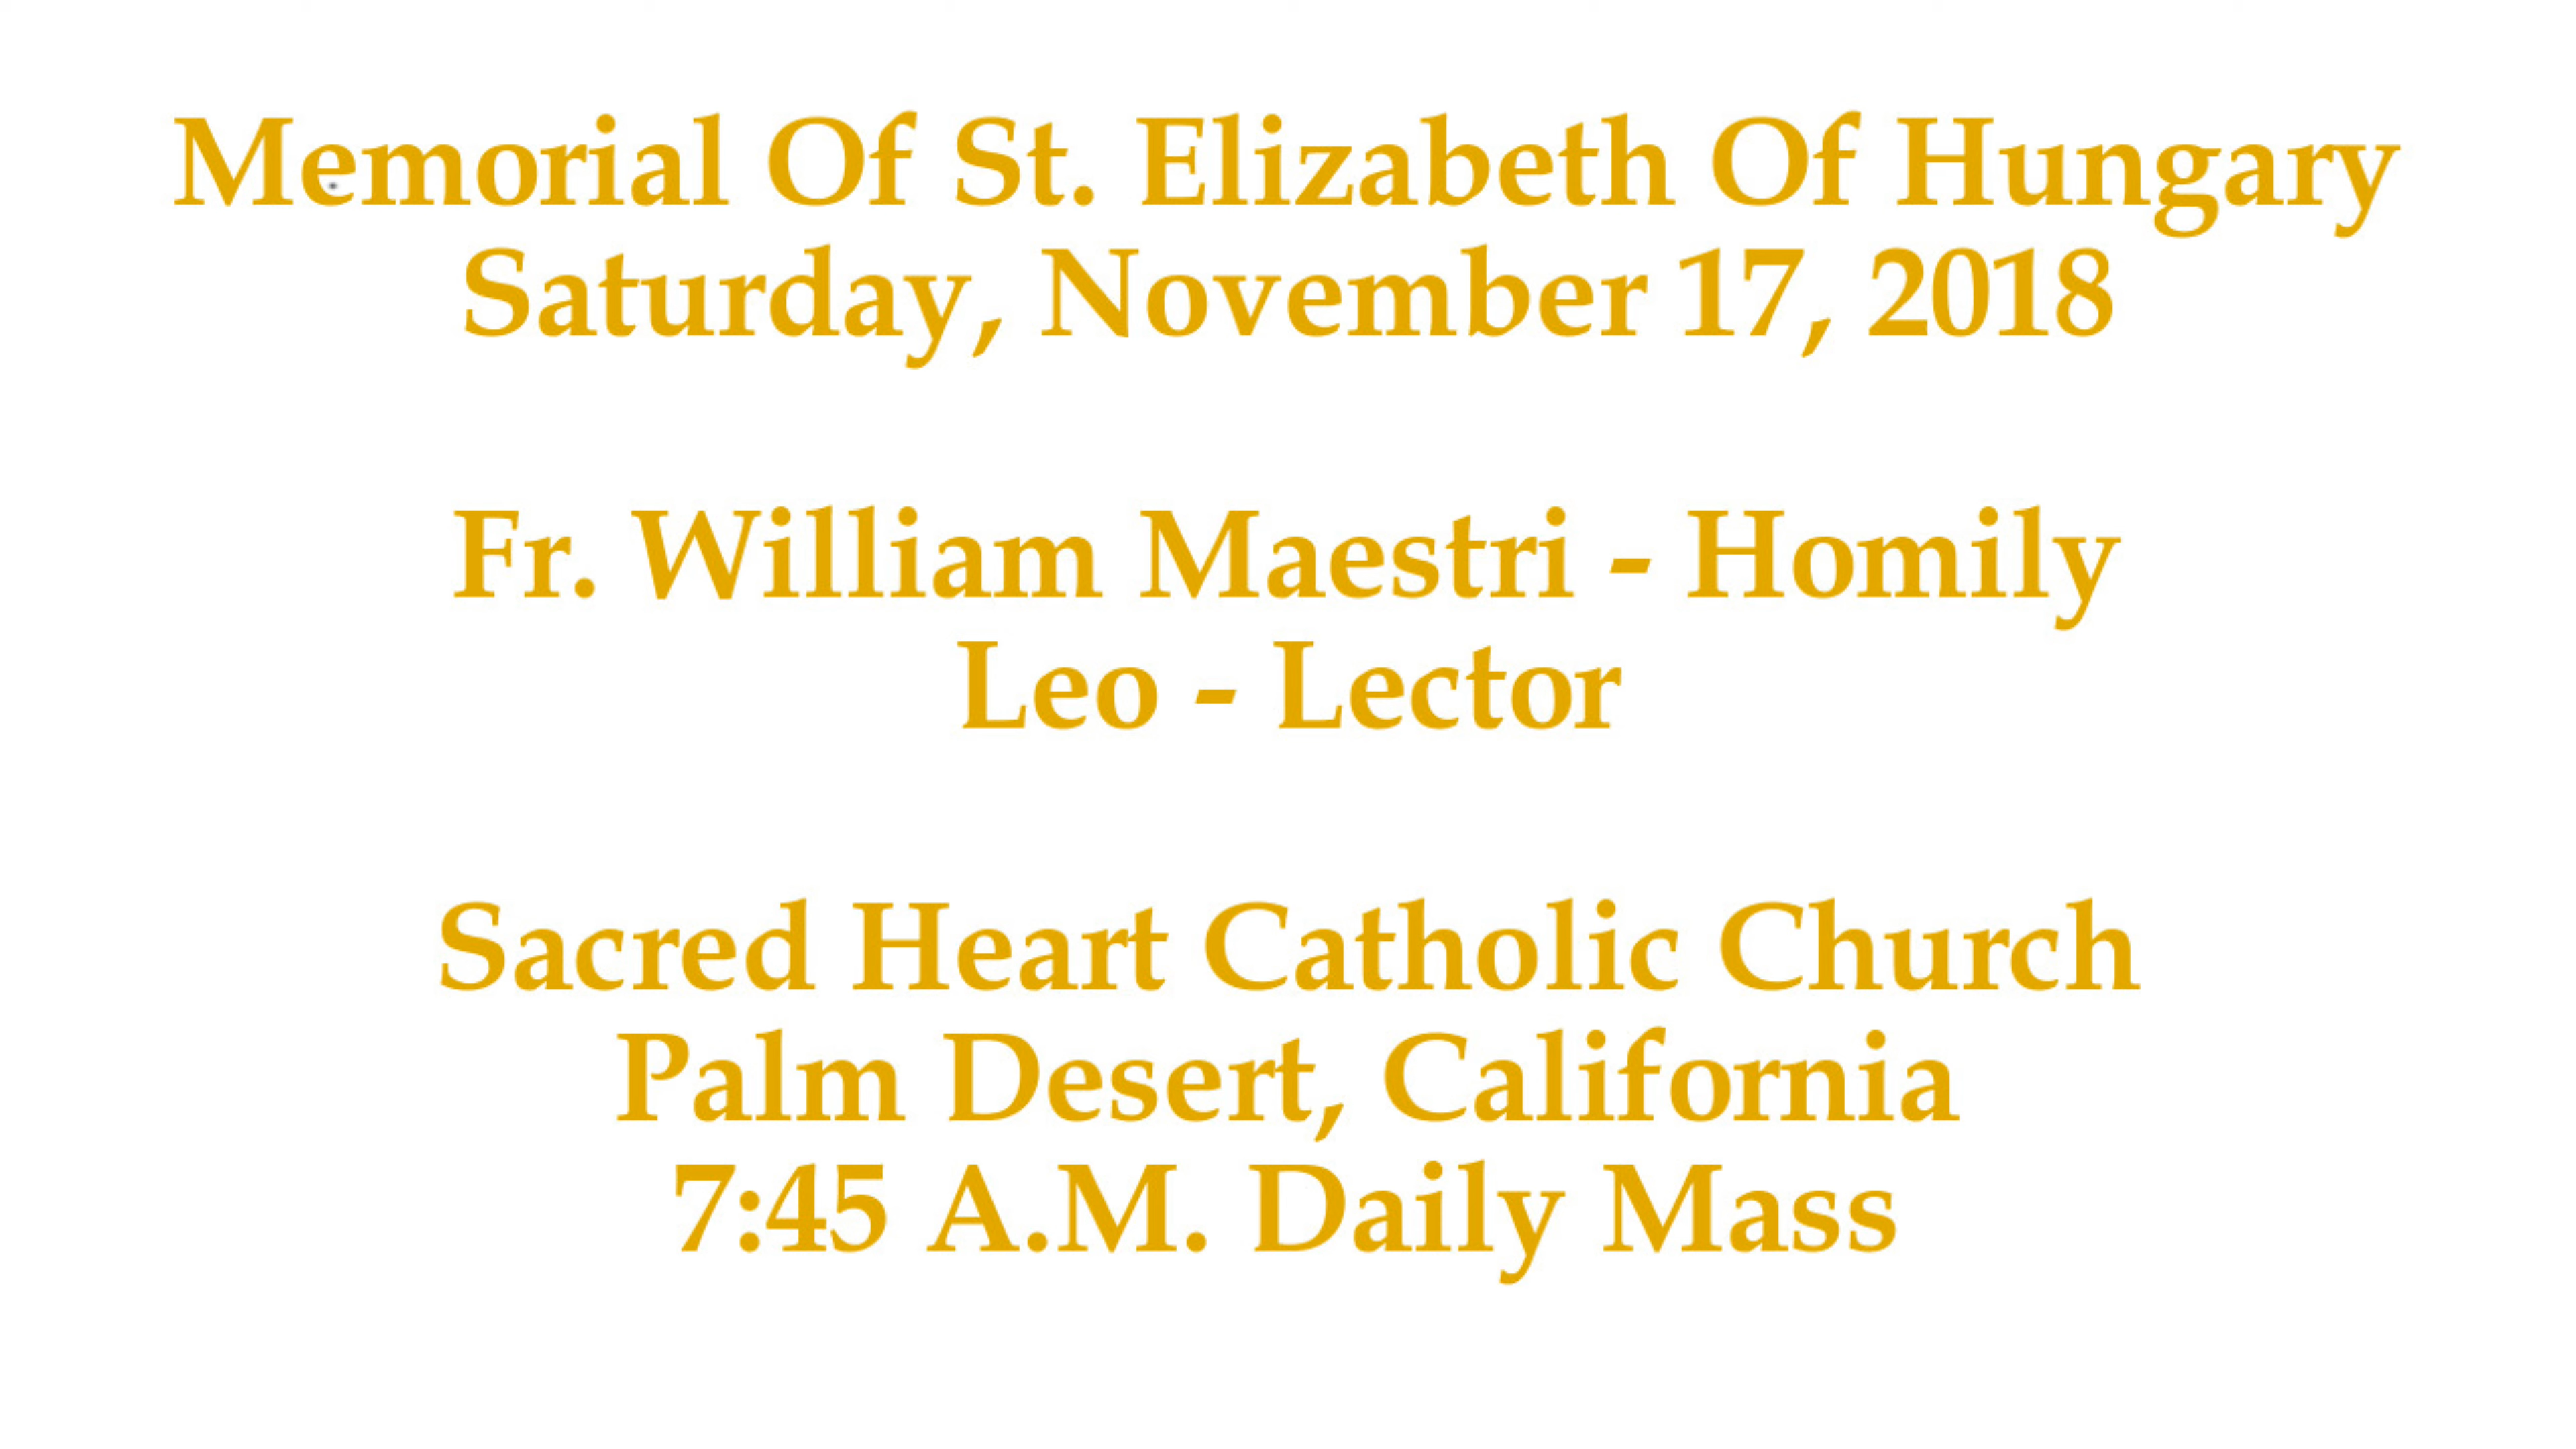 Memorial Of St. Elizabeth Of Hungary
Saturday, November 17, 2018
Fr. William Maestri - Homily
Leo - Lector
Sacred Heart Catholic Church
Palm Desert, California
7:45 A.M. Daily Mass